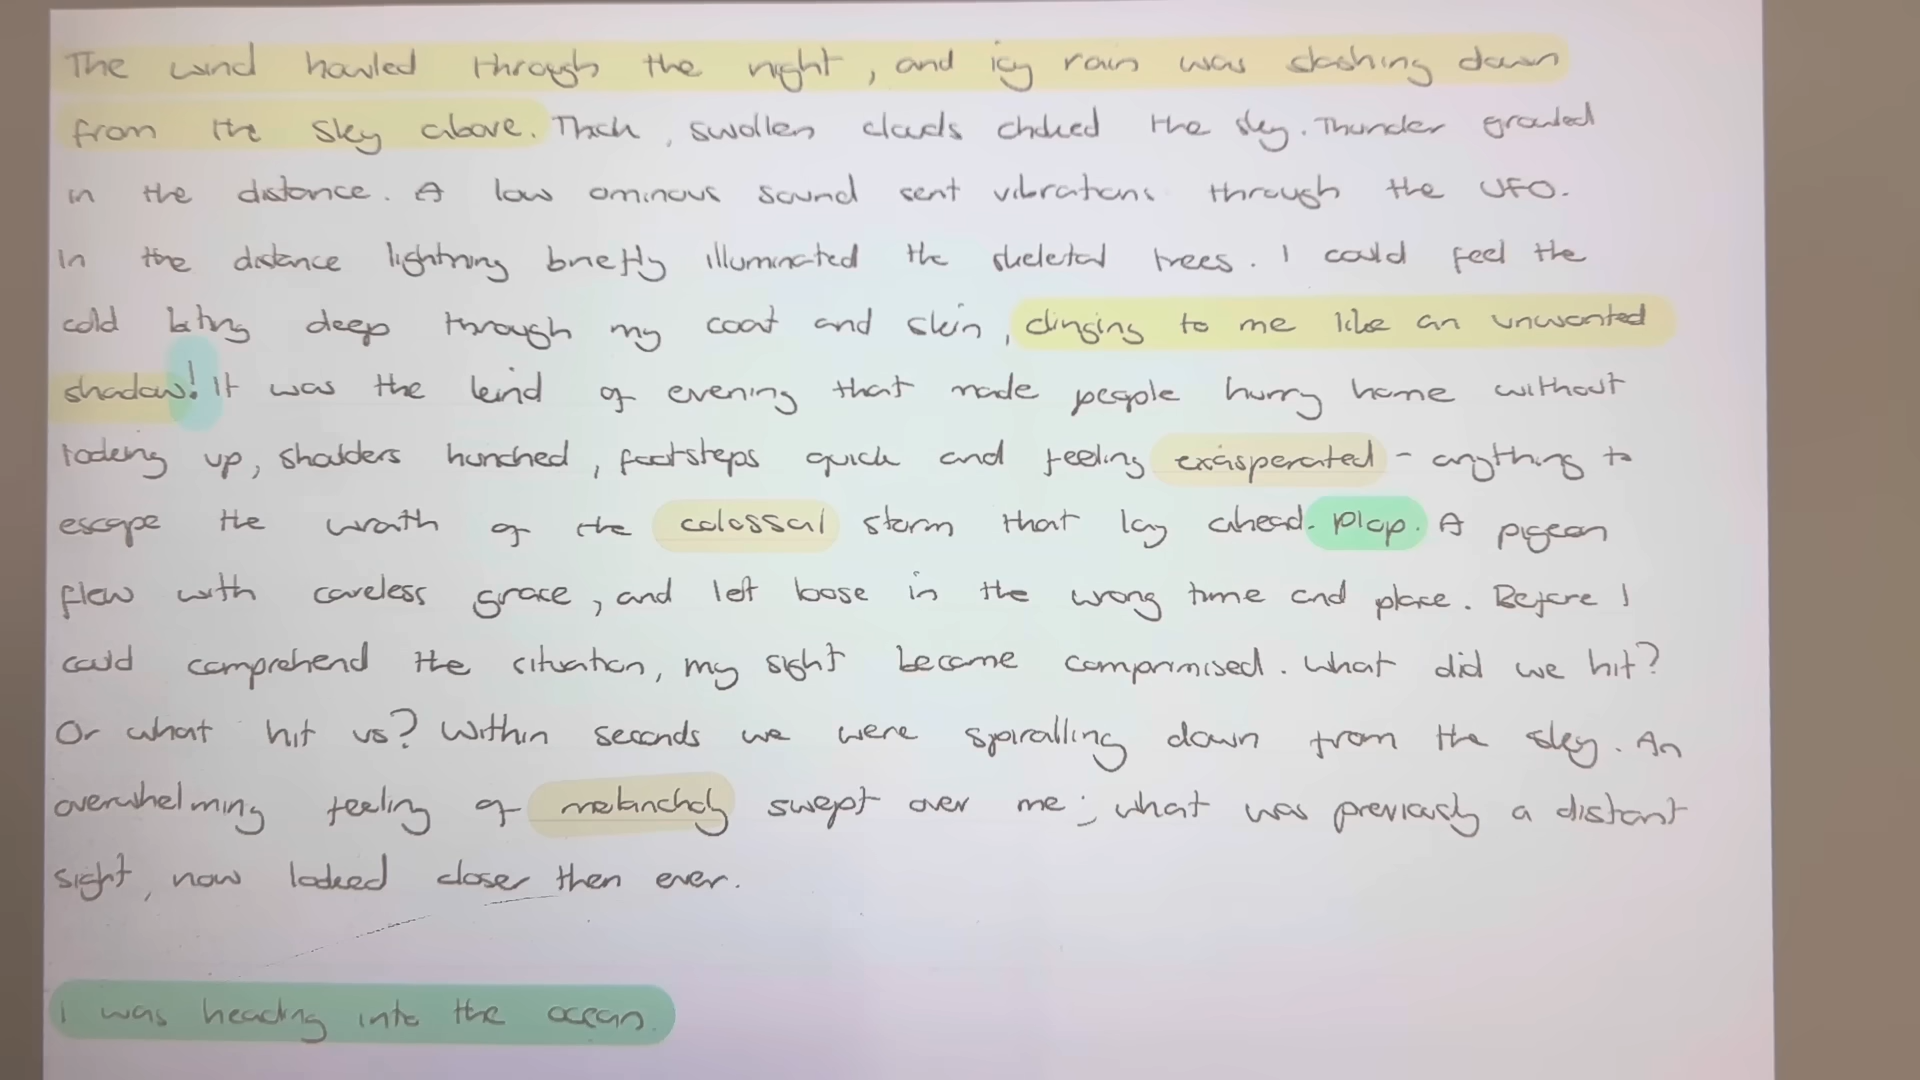 The wind howled through the night, and icy rain was slashing down
from the sky above. Thick, swollen clouds choked the sky. Thunder growled
in the distance. A low ominous sound sent vibrations through the UFO.
In the distance lightning briefly illuminated the skeletal trees. I could feel the
cold biting deep through my coat and skin, clinging to me like an unwanted
shadow! It was the kind of evening that made people hurry home without
looking up, shoulders hunched, footsteps quick and feeling exasperated - anything to
escape the wrath of the colossal storm that lay ahead. Plop. A pigeon
flew with careless grace, and left loose in the wrong time and place. Before I
could comprehend the situation, my sight became comprimised. What did we hit?
Or what hit us? Within seconds we were spiralling down from the sky. An
overwhelming feeling of melancholy swept over me; what was previously a distant
sight, now looked closer then ever.
I was heading into the ocean.